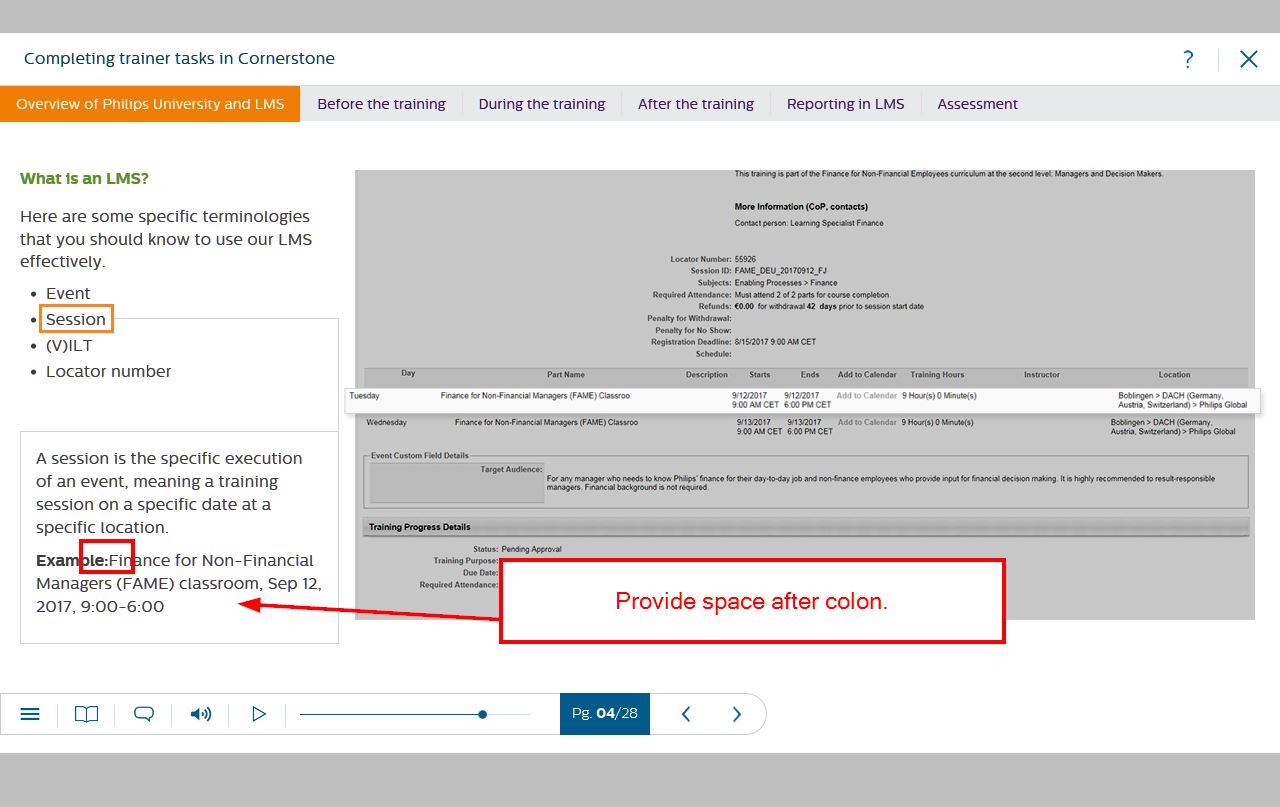 Completing trainer tasks in Cornerstone
?
Overview of Philips University and LMS Before the training During the training After the training Reporting in LMS Assessment
What is an LMS?
Here are some specific terminologies
that you should know to use our LMS
effectively.
• Event
• Session
• (V)ILT
• Locator number
A session is the specific execution
of an event, meaning a training
session on a specific date at a
specific location.
Example:Finance for Non-Financial
Managers (FAME) classroom, Sep 12,
2017, 9:00-6:00
This training is part of the Finance for Non-Financial Employees curriculum at the second level: Managers and Decision Makers.
More Information (CoP, contacts)
Contact person: Learning Specialist Finance
Locator Number: 55926
Session ID: FAME_DEU_20170912_FJ
Subjects: Enabling Processes > Finance
Required Attendance: Must attend 2 of 2 parts for course completion.
Refunds: €0.00 for withdrawal 42 days prior to session start date
Penalty for Withdrawal:
Penalty for No Show:
Registration Deadline: 8/15/2017 9:00 AM CET
Schedule:
Day Part Name Description Starts Ends Add to Calendar Training Hours Instructor Location
Tuesday Finance for Non-Financial Managers (FAME) Classroo 9/12/2017 9/12/2017 Add to Calendar 9 Hour(s) 0 Minute(s) Boblingen > DACH (Germany,
9:00 AM CET 6:00 PM CET Austria, Switzerland) > Philips Global
Wednesday Finance for Non-Financial Managers (FAME) Classroo 9/13/2017 9/13/2017 Add to Calendar 9 Hour(s) 0 Minute(s) Boblingen > DACH (Germany,
9:00 AM CET 6:00 PM CET Austria, Switzerland) > Philips Global
Event Custom Field Details
Target Audience:
For any manager who needs to know Philips' finance for their day-to-day job and non-finance employees who provide input for financial decision making. It is highly recommended to result-responsible
managers. Financial background is not required.
Training Progress Details
Status: Pending Approval
Training Purpose:
Due Date:
Required Attendance:
Provide space after colon.
Pg. 04/28